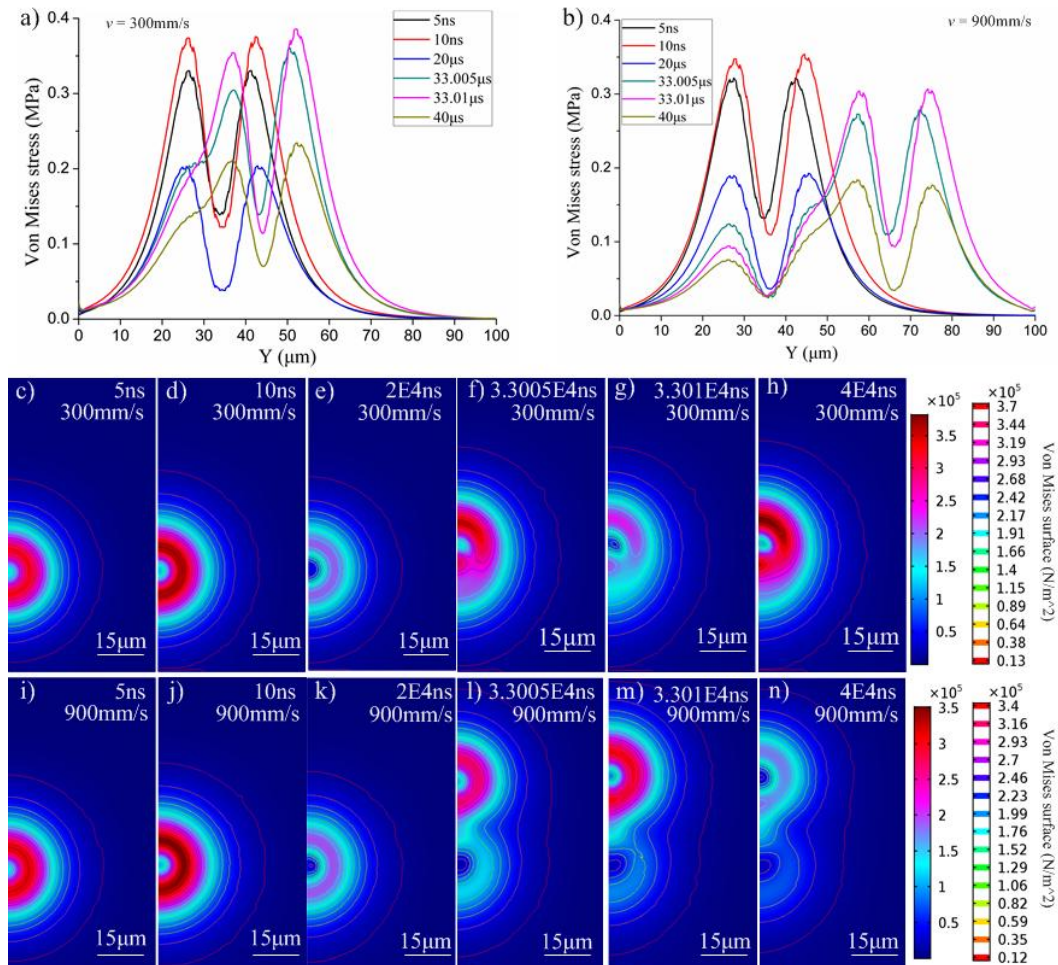 a)
v = 300mm/s
5ns
10ns
20μs
33.005μs
33.01μs
40μs
Von Mises stress (MPa)
0.4
0.3
0.2
0.1
0.0
0 10 20 30 40 50 60 70 80 90 100
Y (μm)
b)
v = 900mm/s
5ns
10ns
20μs
33.005μs
33.01μs
40μs
Von Mises stress (MPa)
0.4
0.3
0.2
0.1
0.0
0 10 20 30 40 50 60 70 80 90 100
Y (μm)
c) 5ns
300mm/s
15μm
d) 10ns
300mm/s
15μm
e) 2E4ns
300mm/s
15μm
f) 3.3005E4ns
300mm/s
15μm
g) 3.301E4ns
300mm/s
15μm
h) 4E4ns
300mm/s
15μm
×10⁵
3.5
3
2.5
2
1.5
1
0.5
×10⁵
3.7
3.44
3.19
2.93
2.68
2.42
2.17
1.91
1.66
1.4
1.15
0.89
0.64
0.38
0.13
Von Mises surface (N/m^2)
i) 5ns
900mm/s
15μm
j) 10ns
900mm/s
15μm
k) 2E4ns
900mm/s
15μm
l) 3.3005E4ns
900mm/s
15μm
m) 3.301E4ns
900mm/s
15μm
n) 4E4ns
900mm/s
15μm
×10⁵
3.5
3
2.5
2
1.5
1
0.5
×10⁵
3.4
3.16
2.93
2.7
2.46
2.23
1.99
1.76
1.52
1.29
1.06
0.82
0.59
0.35
0.12
Von Mises surface (N/m^2)